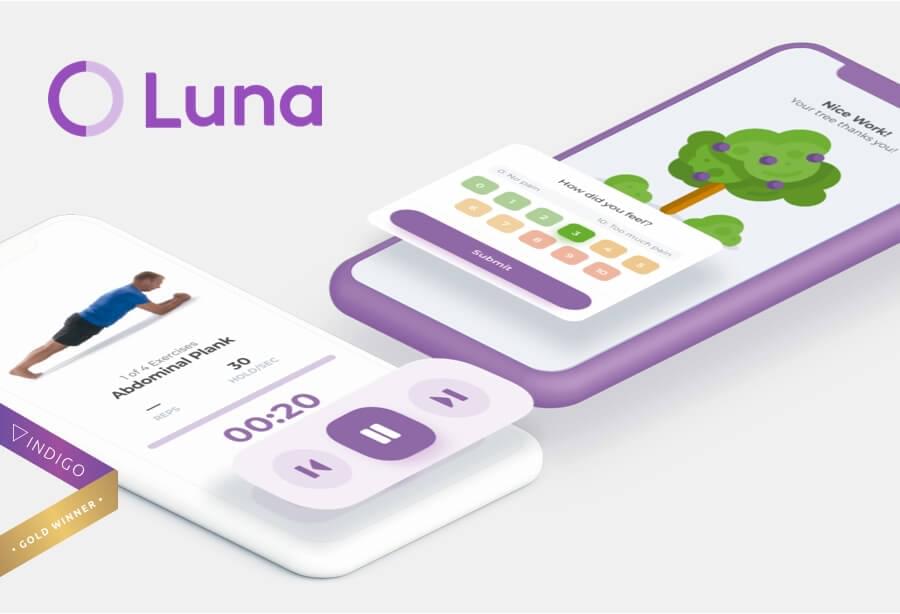 Luna
Nice Work!
Your tree thanks you!
How did you feel?
0: No pain
10: Too much pain
0 1 2 3 4 5
6 7 8 9 10
Submit
1 of 4 Exercises
Abdominal Plank
— 30
REPS HOLD/SEC
00:20
INDIGO
• GOLD WINNER •